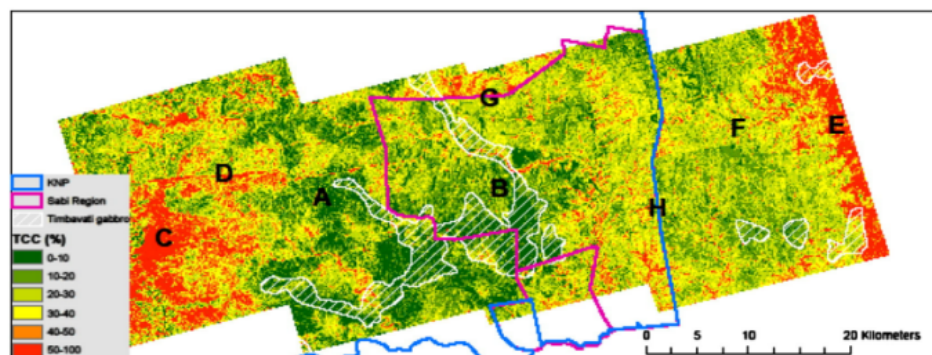 G
F
E
D
A
B
C
H
KNP
Sabi Region
Timbavati gabbro
TCC (%)
0-10
10-20
20-30
30-40
40-50
50-100
0 5 10 20 Kilometers